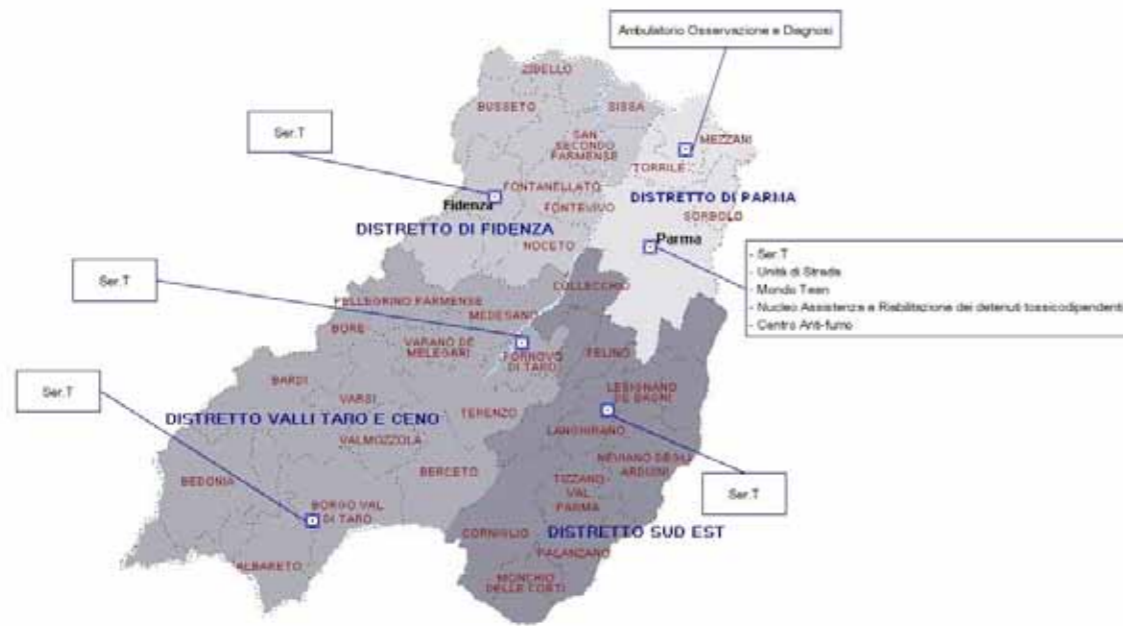 Ambulatorio Osservazione e Diagnosi
ZIBELLO
BUSSETO
SISSA
Ser.T
SAN
SECONDO
PARMENSE
MEZZANI
TORRILE
FONTANELLATO
DISTRETTO DI PARMA
Fidenza
FONTEVIVO
SORBOLO
DISTRETTO DI FIDENZA
Parma
NOCETO
- Ser.T
- Unità di Strada
- Mondo Teen
- Nucleo Assistenza e Riabilitazione dei detenuti tossicodipendenti
- Centro Anti-fumo
Ser.T
COLLECCHIO
PELLEGRINO PARMENSE
MEDESANO
BORE
VARANO DE
MELEGARI
FORNOVO
DI TARO
FELINO
BARDI
LESIGNANO
DE BAGNI
Ser.T
VARSI
DISTRETTO VALLI TARO E CENO
TERENZO
LANGHIRANO
VALMOZZOLA
NEVIANO DEGLI
ARDUINI
BERCETO
TIZZANO
VAL
PARMA
BEDONIA
Ser.T
BORGO VAL
DI TARO
CORNIGLIO
DISTRETTO SUD EST
PALANZANO
ALBARETO
MONCHIO
DELLE CORTI